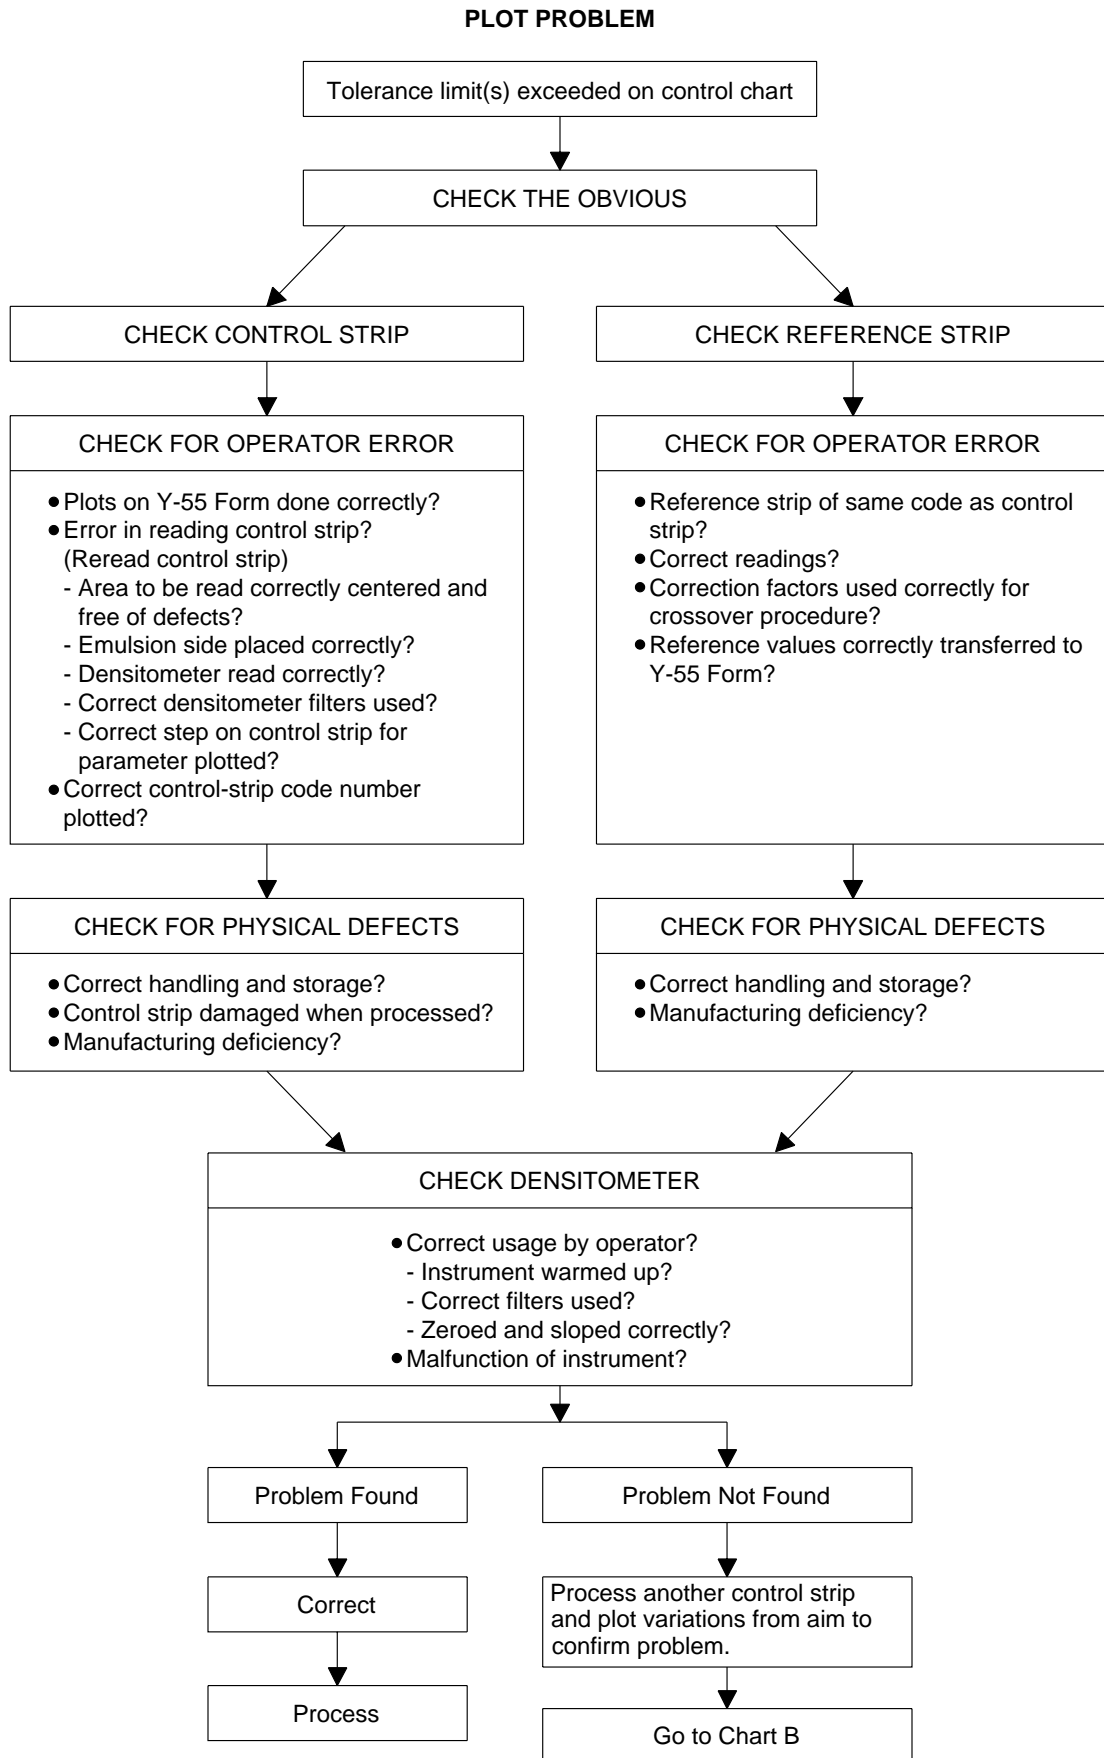 PLOT PROBLEM
Tolerance limit(s) exceeded on control chart
CHECK THE OBVIOUS
CHECK CONTROL STRIP
CHECK FOR OPERATOR ERROR
● Plots on Y-55 Form done correctly?
● Error in reading control strip?
(Reread control strip)
- Area to be read correctly centered and
free of defects?
- Emulsion side placed correctly?
- Densitometer read correctly?
- Correct densitometer filters used?
- Correct step on control strip for
parameter plotted?
● Correct control-strip code number
plotted?
CHECK FOR PHYSICAL DEFECTS
● Correct handling and storage?
● Control strip damaged when processed?
● Manufacturing deficiency?
CHECK REFERENCE STRIP
CHECK FOR OPERATOR ERROR
● Reference strip of same code as control
strip?
● Correct readings?
● Correction factors used correctly for
crossover procedure?
● Reference values correctly transferred to
Y-55 Form?
CHECK FOR PHYSICAL DEFECTS
● Correct handling and storage?
● Manufacturing deficiency?
CHECK DENSITOMETER
● Correct usage by operator?
- Instrument warmed up?
- Correct filters used?
- Zeroed and sloped correctly?
● Malfunction of instrument?
Problem Found
Correct
Process
Problem Not Found
Process another control strip
and plot variations from aim to
confirm problem.
Go to Chart B